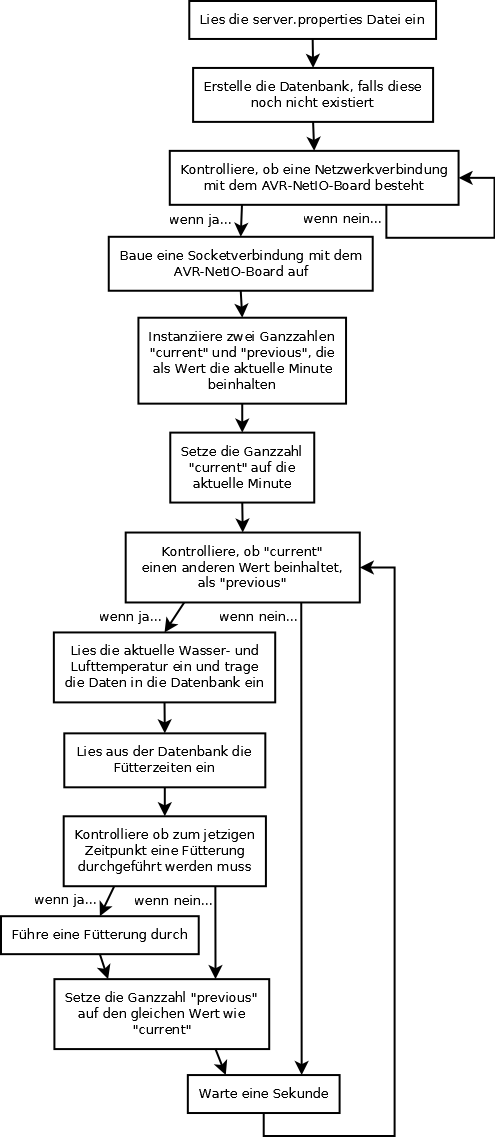 Lies die server.properties Datei ein
Erstelle die Datenbank, falls diese
noch nicht existiert
Kontrolliere, ob eine Netzwerkverbindung
mit dem AVR-NetIO-Board besteht
wenn ja...
wenn nein...
Baue eine Socketverbindung mit dem
AVR-NetIO-Board auf
Instanziiere zwei Ganzzahlen
"current" und "previous", die
als Wert die aktuelle Minute
beinhalten
Setze die Ganzzahl
"current" auf die
aktuelle Minute
Kontrolliere, ob "current"
einen anderen Wert beinhaltet,
als "previous"
wenn ja...
wenn nein...
Lies die aktuelle Wasser- und
Lufttemperatur ein und trage
die Daten in die Datenbank ein
Lies aus der Datenbank die
Fütterzeiten ein
Kontrolliere ob zum jetzigen
Zeitpunkt eine Fütterung
durchgeführt werden muss
wenn ja...
wenn nein...
Führe eine Fütterung durch
Setze die Ganzzahl "previous"
auf den gleichen Wert wie
"current"
Warte eine Sekunde